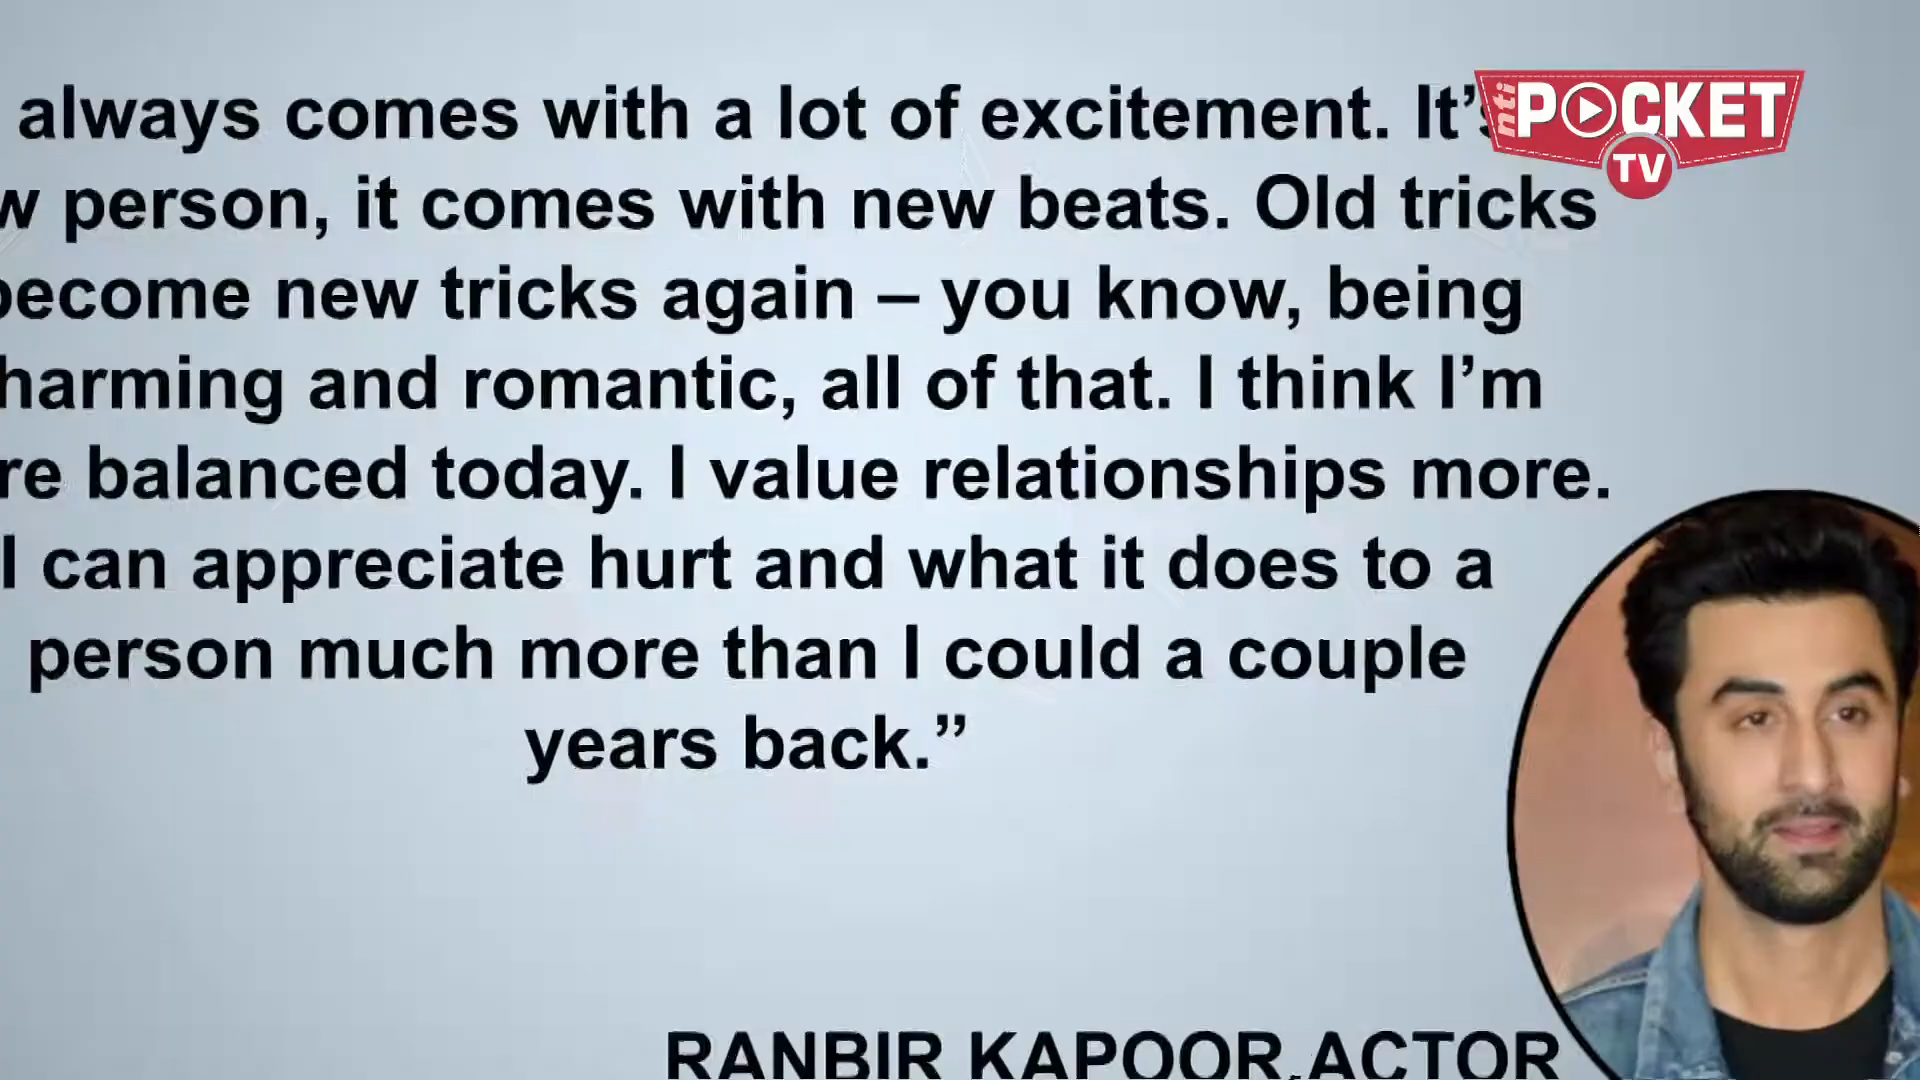 always comes with a lot of excitement. It's
w person, it comes with new beats. Old tricks
become new tricks again – you know, being
harming and romantic, all of that. I think I'm
re balanced today. I value relationships more.
I can appreciate hurt and what it does to a
person much more than I could a couple
years back.”
RANBIR KAPOOR,ACTOR
nti POCKET
TV